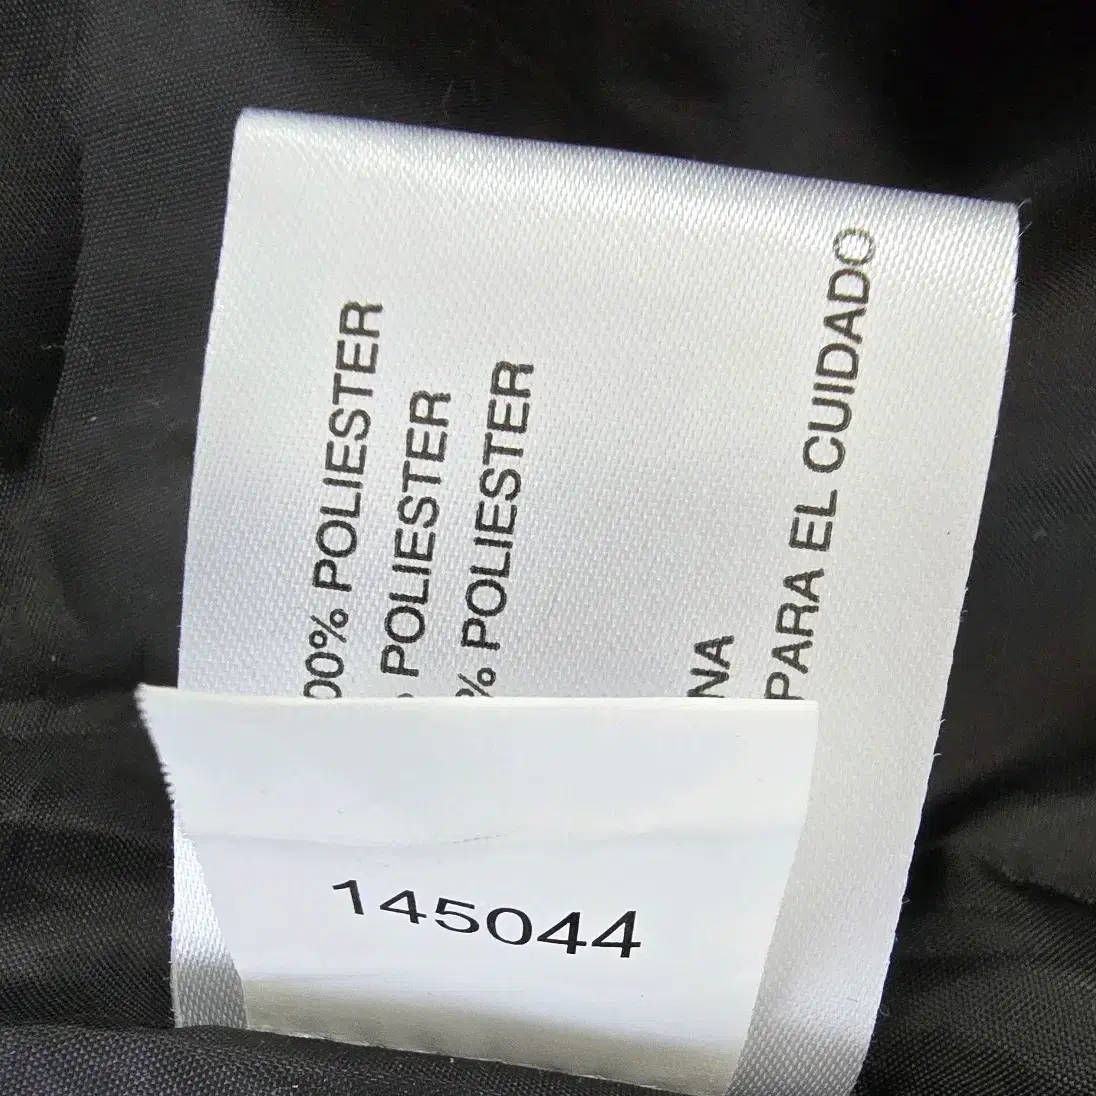 00% POLIESTER
POLIESTER
% POLIESTER
NA
PARA EL CUIDADO
145044